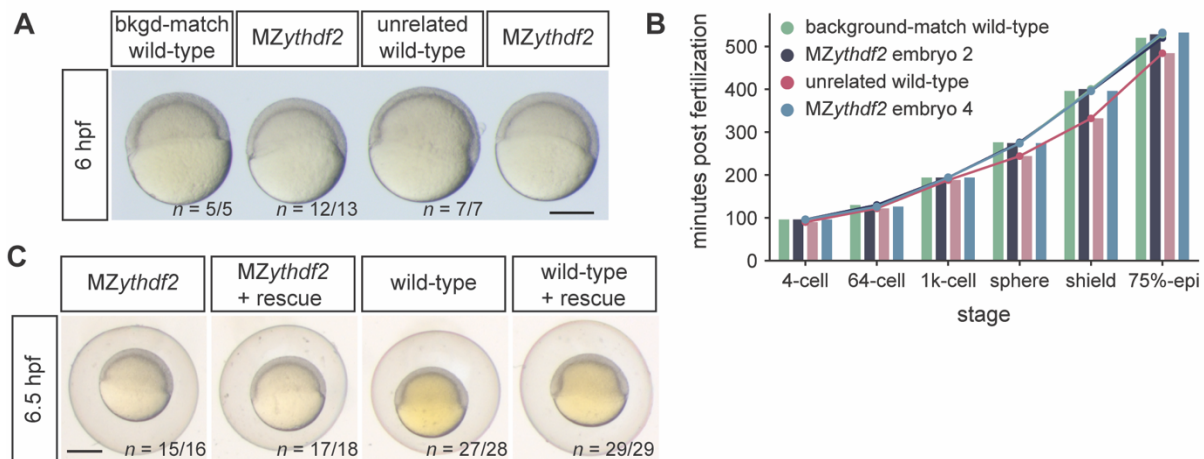 A
bkgd-match
wild-type
MZythdf2
unrelated
wild-type
MZythdf2
6 hpf
n = 5/5
n = 12/13
n = 7/7
B
background-match wild-type
MZythdf2 embryo 2
unrelated wild-type
MZythdf2 embryo 4
minutes post fertilization
500
400
300
200
100
0
4-cell 64-cell 1k-cell sphere shield 75%-epi
stage
C
MZythdf2
MZythdf2
+ rescue
wild-type
wild-type
+ rescue
6.5 hpf
n = 15/16
n = 17/18
n = 27/28
n = 29/29